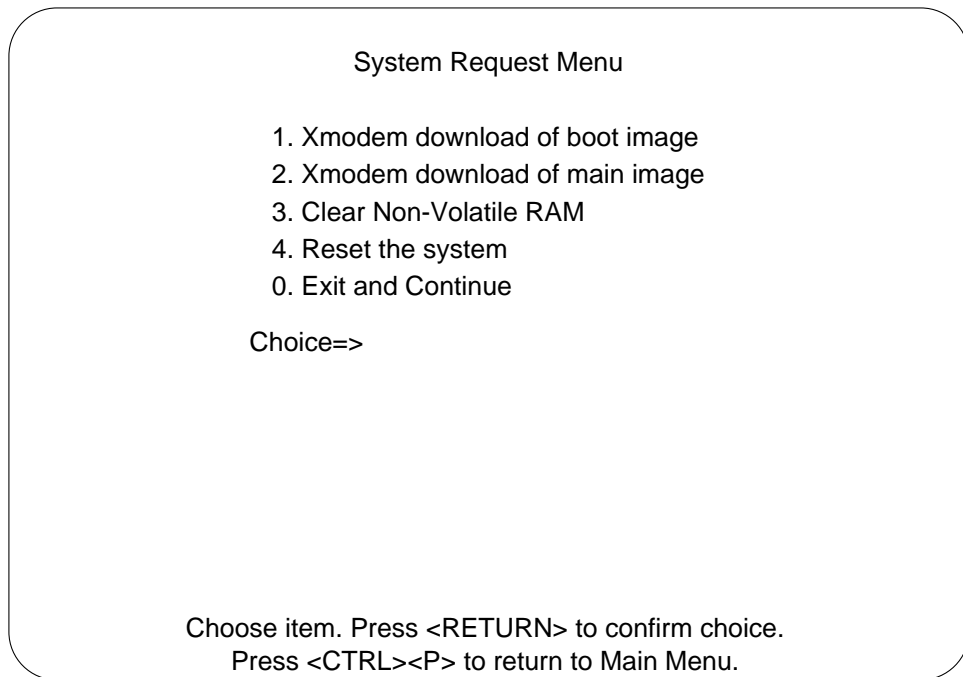 System Request Menu
1. Xmodem download of boot image
2. Xmodem download of main image
3. Clear Non-Volatile RAM
4. Reset the system
0. Exit and Continue
Choice=>
Choose item. Press <RETURN> to confirm choice.
Press <CTRL><P> to return to Main Menu.